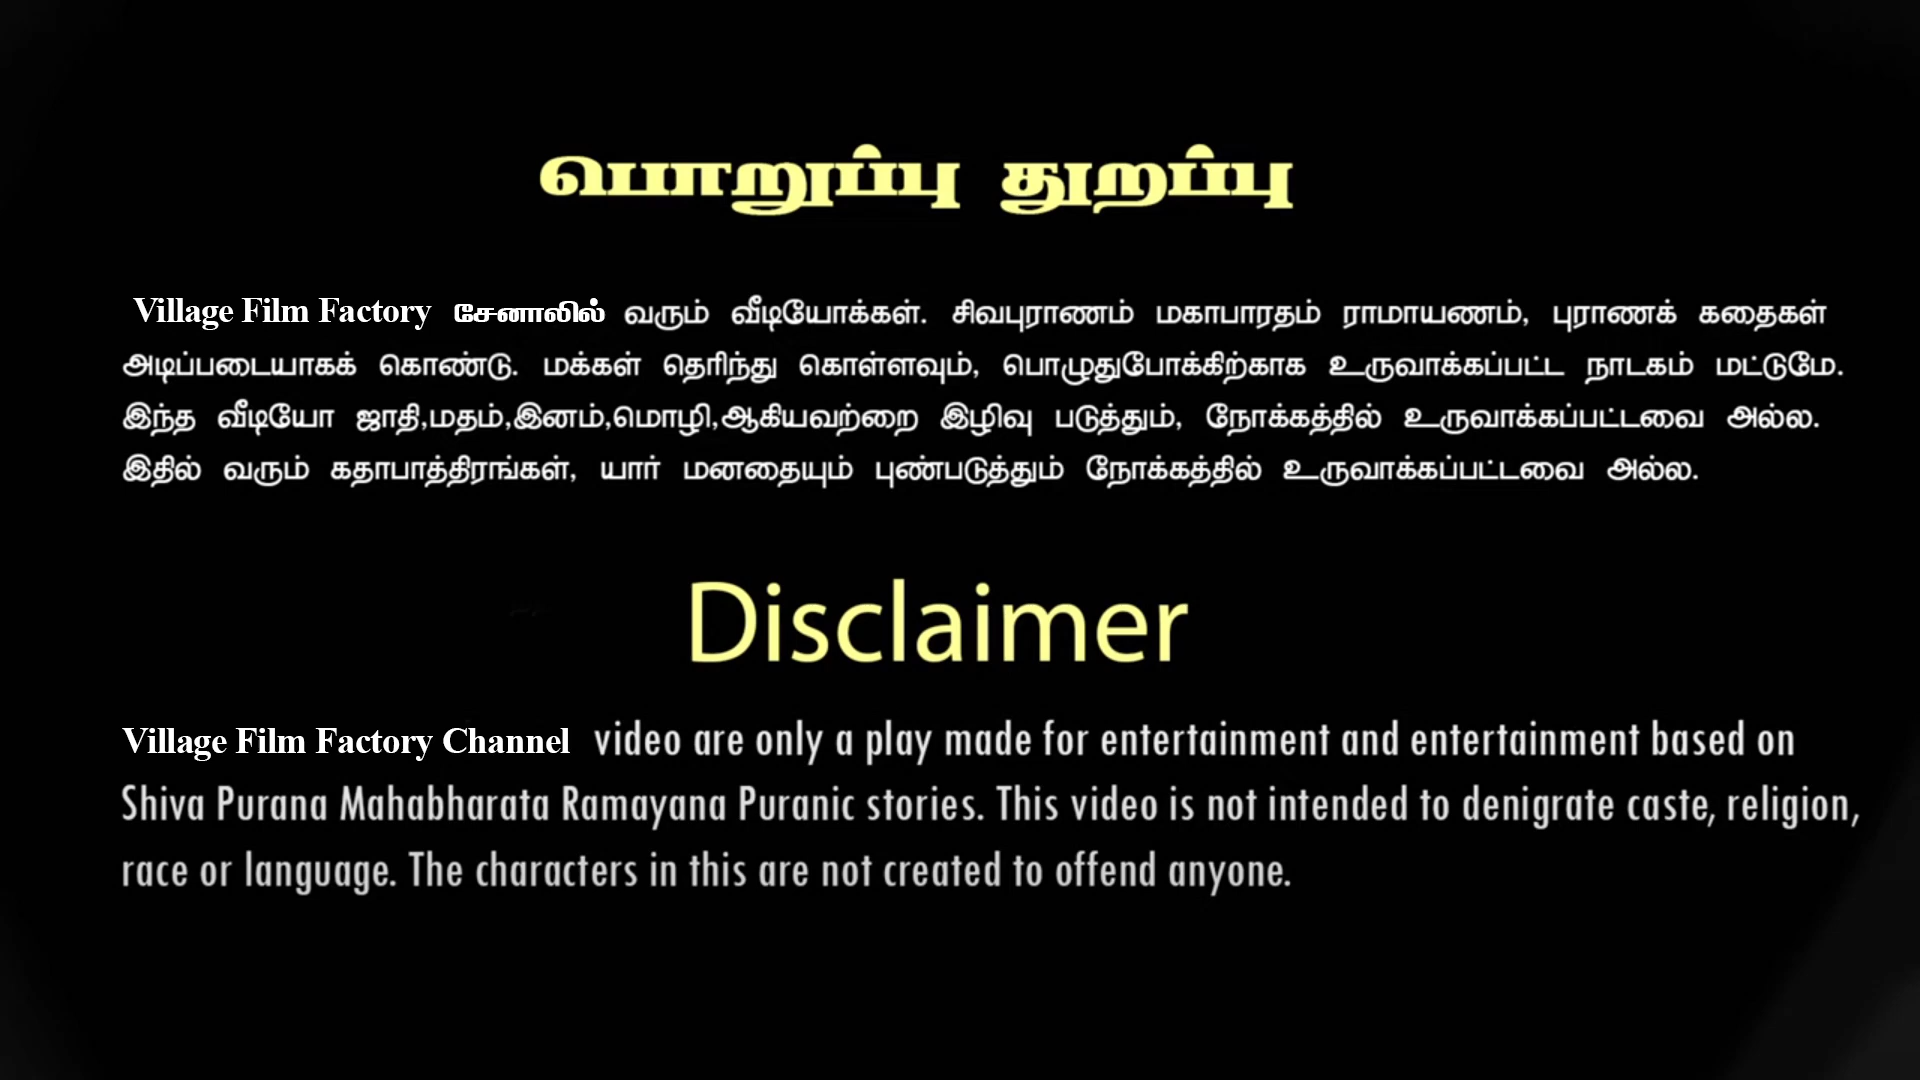 பொறுப்பு துறப்பு
Village Film Factory சேனாலில் வரும் வீடியோக்கள். சிவபுராணம் மகாபாரதம் ராமாயணம், புராணக் கதைகள்
அடிப்படையாகக் கொண்டு. மக்கள் தெரிந்து கொள்ளவும், பொழுதுபோக்கிற்காக உருவாக்கப்பட்ட நாடகம் மட்டுமே.
இந்த வீடியோ ஜாதி,மதம்,இனம்,மொழி,ஆகியவற்றை இழிவு படுத்தும், நோக்கத்தில் உருவாக்கப்பட்டவை அல்ல.
இதில் வரும் கதாபாத்திரங்கள், யார் மனதையும் புண்படுத்தும் நோக்கத்தில் உருவாக்கப்பட்டவை அல்ல.
Disclaimer
Village Film Factory Channel video are only a play made for entertainment and entertainment based on
Shiva Purana Mahabharata Ramayana Puranic stories. This video is not intended to denigrate caste, religion,
race or language. The characters in this are not created to offend anyone.